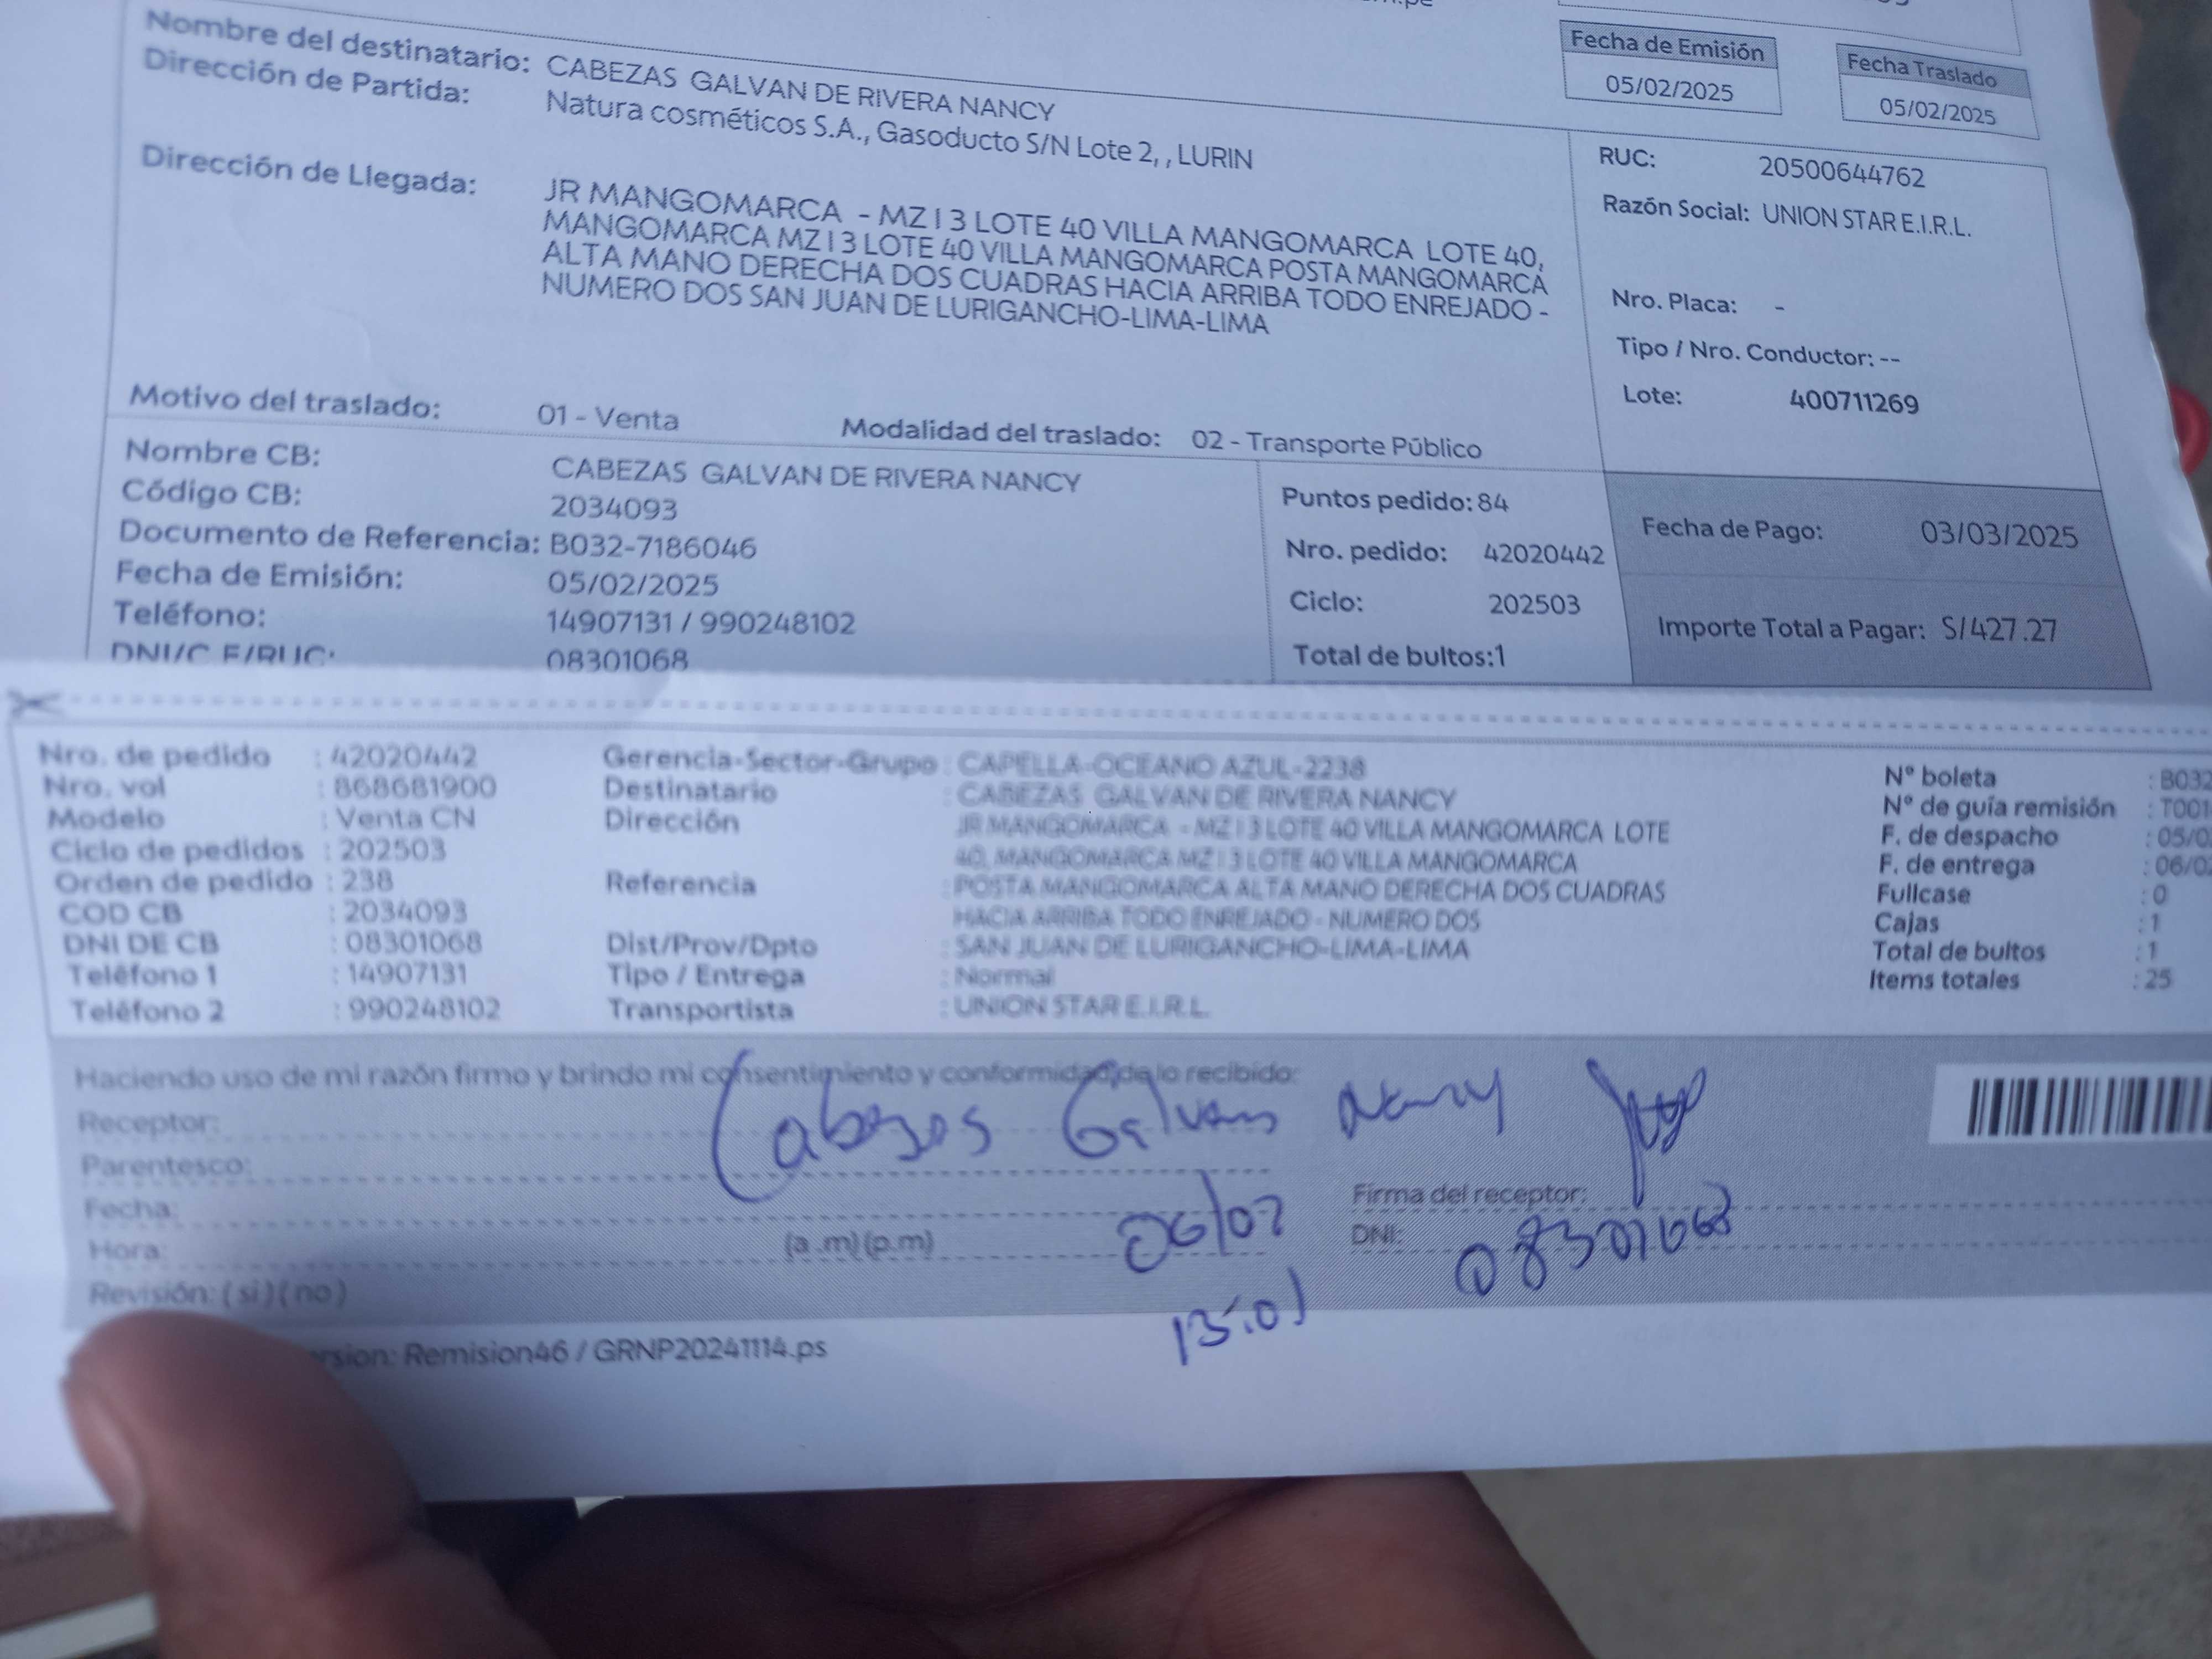 Fecha de Emisión
05/02/2025
Fecha Traslado
05/02/2025
Nombre del destinatario: CABEZAS GALVAN DE RIVERA NANCY
Dirección de Partida: Natura cosméticos S.A., Gasoducto S/N Lote 2, , LURIN
Dirección de Llegada: JR MANGOMARCA - MZ I 3 LOTE 40 VILLA MANGOMARCA LOTE 40,
MANGOMARCA MZ I 3 LOTE 40 VILLA MANGOMARCA POSTA MANGOMARCA
ALTA MANO DERECHA DOS CUADRAS HACIA ARRIBA TODO ENREJADO -
NUMERO DOS SAN JUAN DE LURIGANCHO-LIMA-LIMA
RUC: 20500644762
Razón Social: UNION STAR E.I.R.L.
Nro. Placa: -
Tipo / Nro. Conductor: --
Lote: 400711269
Motivo del traslado: 01 - Venta Modalidad del traslado: 02 - Transporte Público
Nombre CB: CABEZAS GALVAN DE RIVERA NANCY
Código CB: 2034093
Documento de Referencia: B032-7186046
Fecha de Emisión: 05/02/2025
Teléfono: 14907131 / 990248102
DNI/C.E/RUC: 08301068
Puntos pedido: 84
Nro. pedido: 42020442
Ciclo: 202503
Total de bultos:1
Fecha de Pago: 03/03/2025
Importe Total a Pagar: S/427.27
Nro. de pedido : 42020442
Nro. vol : 868681900
Modelo : Venta CN
Ciclo de pedidos : 202503
Orden de pedido : 238
COD CB : 2034093
DNI DE CB : 08301068
Teléfono 1 : 14907131
Teléfono 2 : 990248102
Gerencia-Sector-Grupo : CAPELLA-OCEANO AZUL-2238
Destinatario : CABEZAS GALVAN DE RIVERA NANCY
Dirección : JR MANGOMARCA - MZ I 3 LOTE 40 VILLA MANGOMARCA LOTE
40, MANGOMARCA MZ I 3 LOTE 40 VILLA MANGOMARCA
Referencia : POSTA MANGOMARCA ALTA MANO DERECHA DOS CUADRAS
HACIA ARRIBA TODO ENREJADO - NUMERO DOS
Dist/Prov/Dpto : SAN JUAN DE LURIGANCHO-LIMA-LIMA
Tipo / Entrega : Normal
Transportista : UNION STAR E.I.R.L.
N° boleta : B032
N° de guía remisión : T001
F. de despacho : 05/0
F. de entrega : 06/02
Fullcase : 0
Cajas : 1
Total de bultos : 1
Items totales : 25
Haciendo uso de mi razón firmo y brindo mi consentimiento y conformidad de lo recibido:
Receptor: Cabezas Galvan Nancy
Parentesco:
Fecha: 06/02
Hora: (a .m) (p.m) 13:01
Revisión: ( si ) ( no )
Firma del receptor:
DNI: 08301068
rsion: Remision46 / GRNP20241114.ps